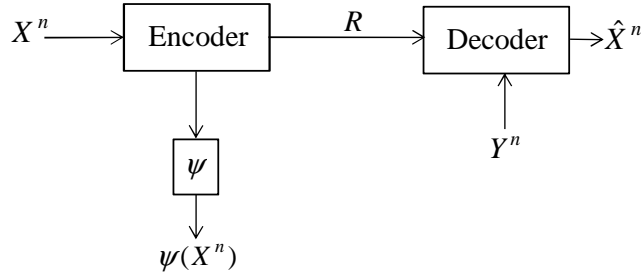 X^n
Encoder
R
Decoder
X̂^n
ψ
Y^n
ψ(X^n)